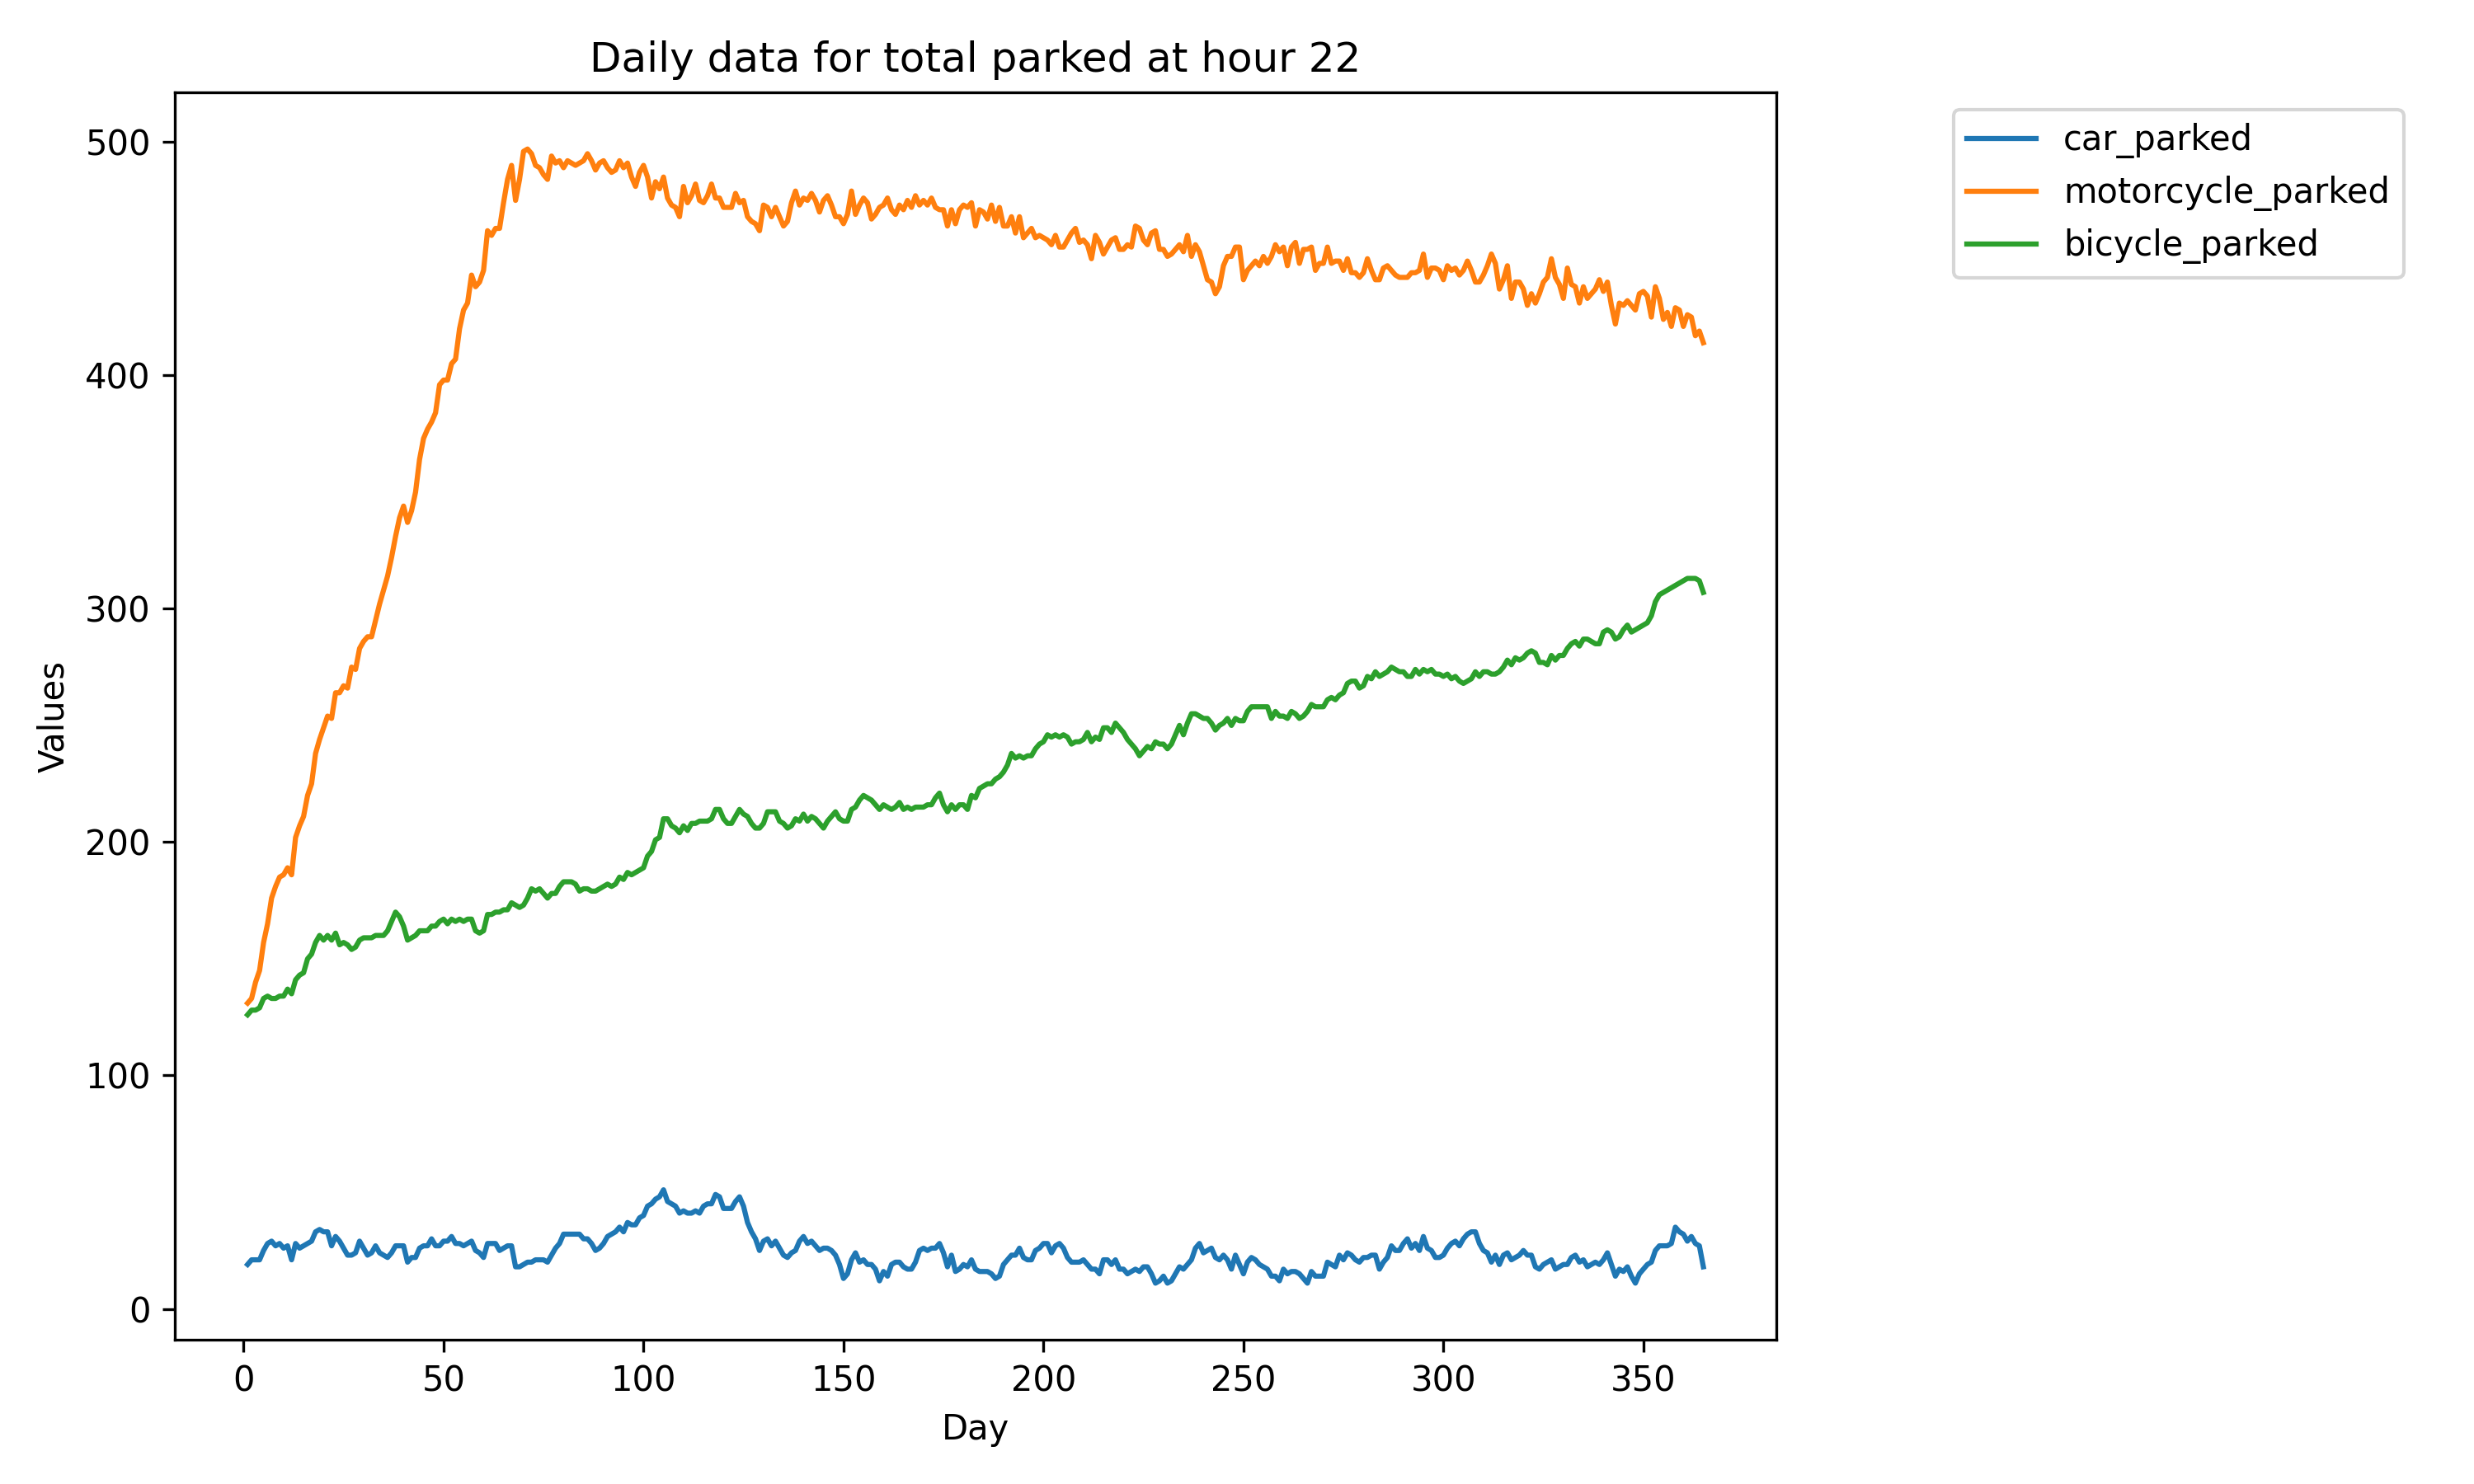 Daily data for total parked at hour 22
car_parked
motorcycle_parked
bicycle_parked
Values
500
400
300
200
100
0
0 50 100 150 200 250 300 350
Day